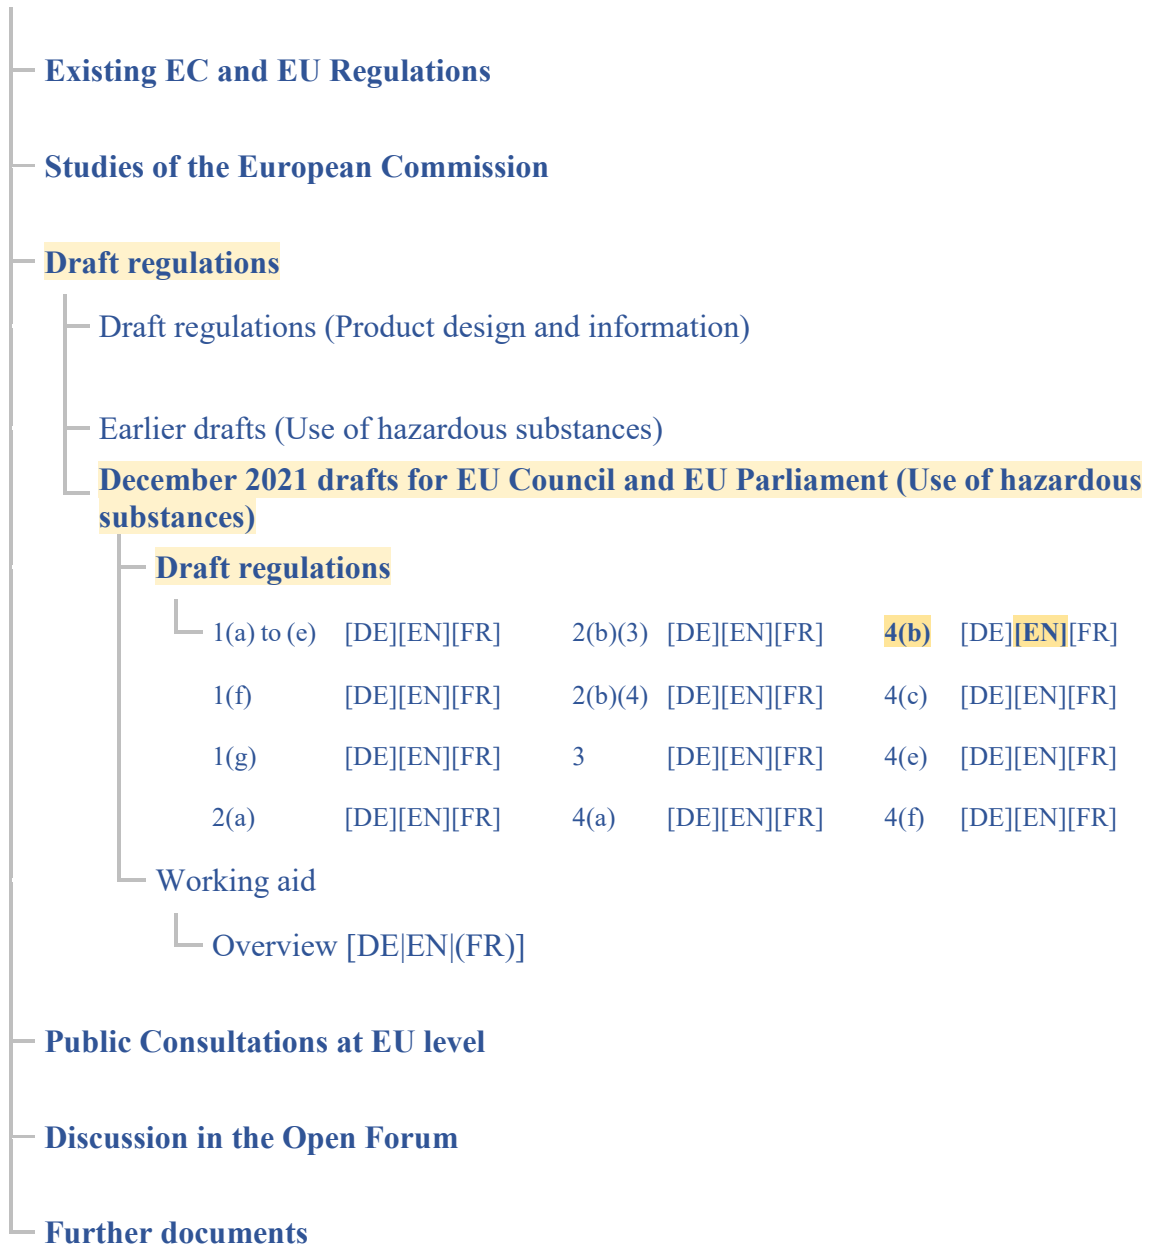 Existing EC and EU Regulations
Studies of the European Commission
Draft regulations
Draft regulations (Product design and information)
Earlier drafts (Use of hazardous substances)
December 2021 drafts for EU Council and EU Parliament (Use of hazardous
substances)
Draft regulations
1(a) to (e) [DE][EN][FR] 2(b)(3) [DE][EN][FR] 4(b) [DE][EN][FR]
1(f) [DE][EN][FR] 2(b)(4) [DE][EN][FR] 4(c) [DE][EN][FR]
1(g) [DE][EN][FR] 3 [DE][EN][FR] 4(e) [DE][EN][FR]
2(a) [DE][EN][FR] 4(a) [DE][EN][FR] 4(f) [DE][EN][FR]
Working aid
Overview [DE|EN|(FR)]
Public Consultations at EU level
Discussion in the Open Forum
Further documents